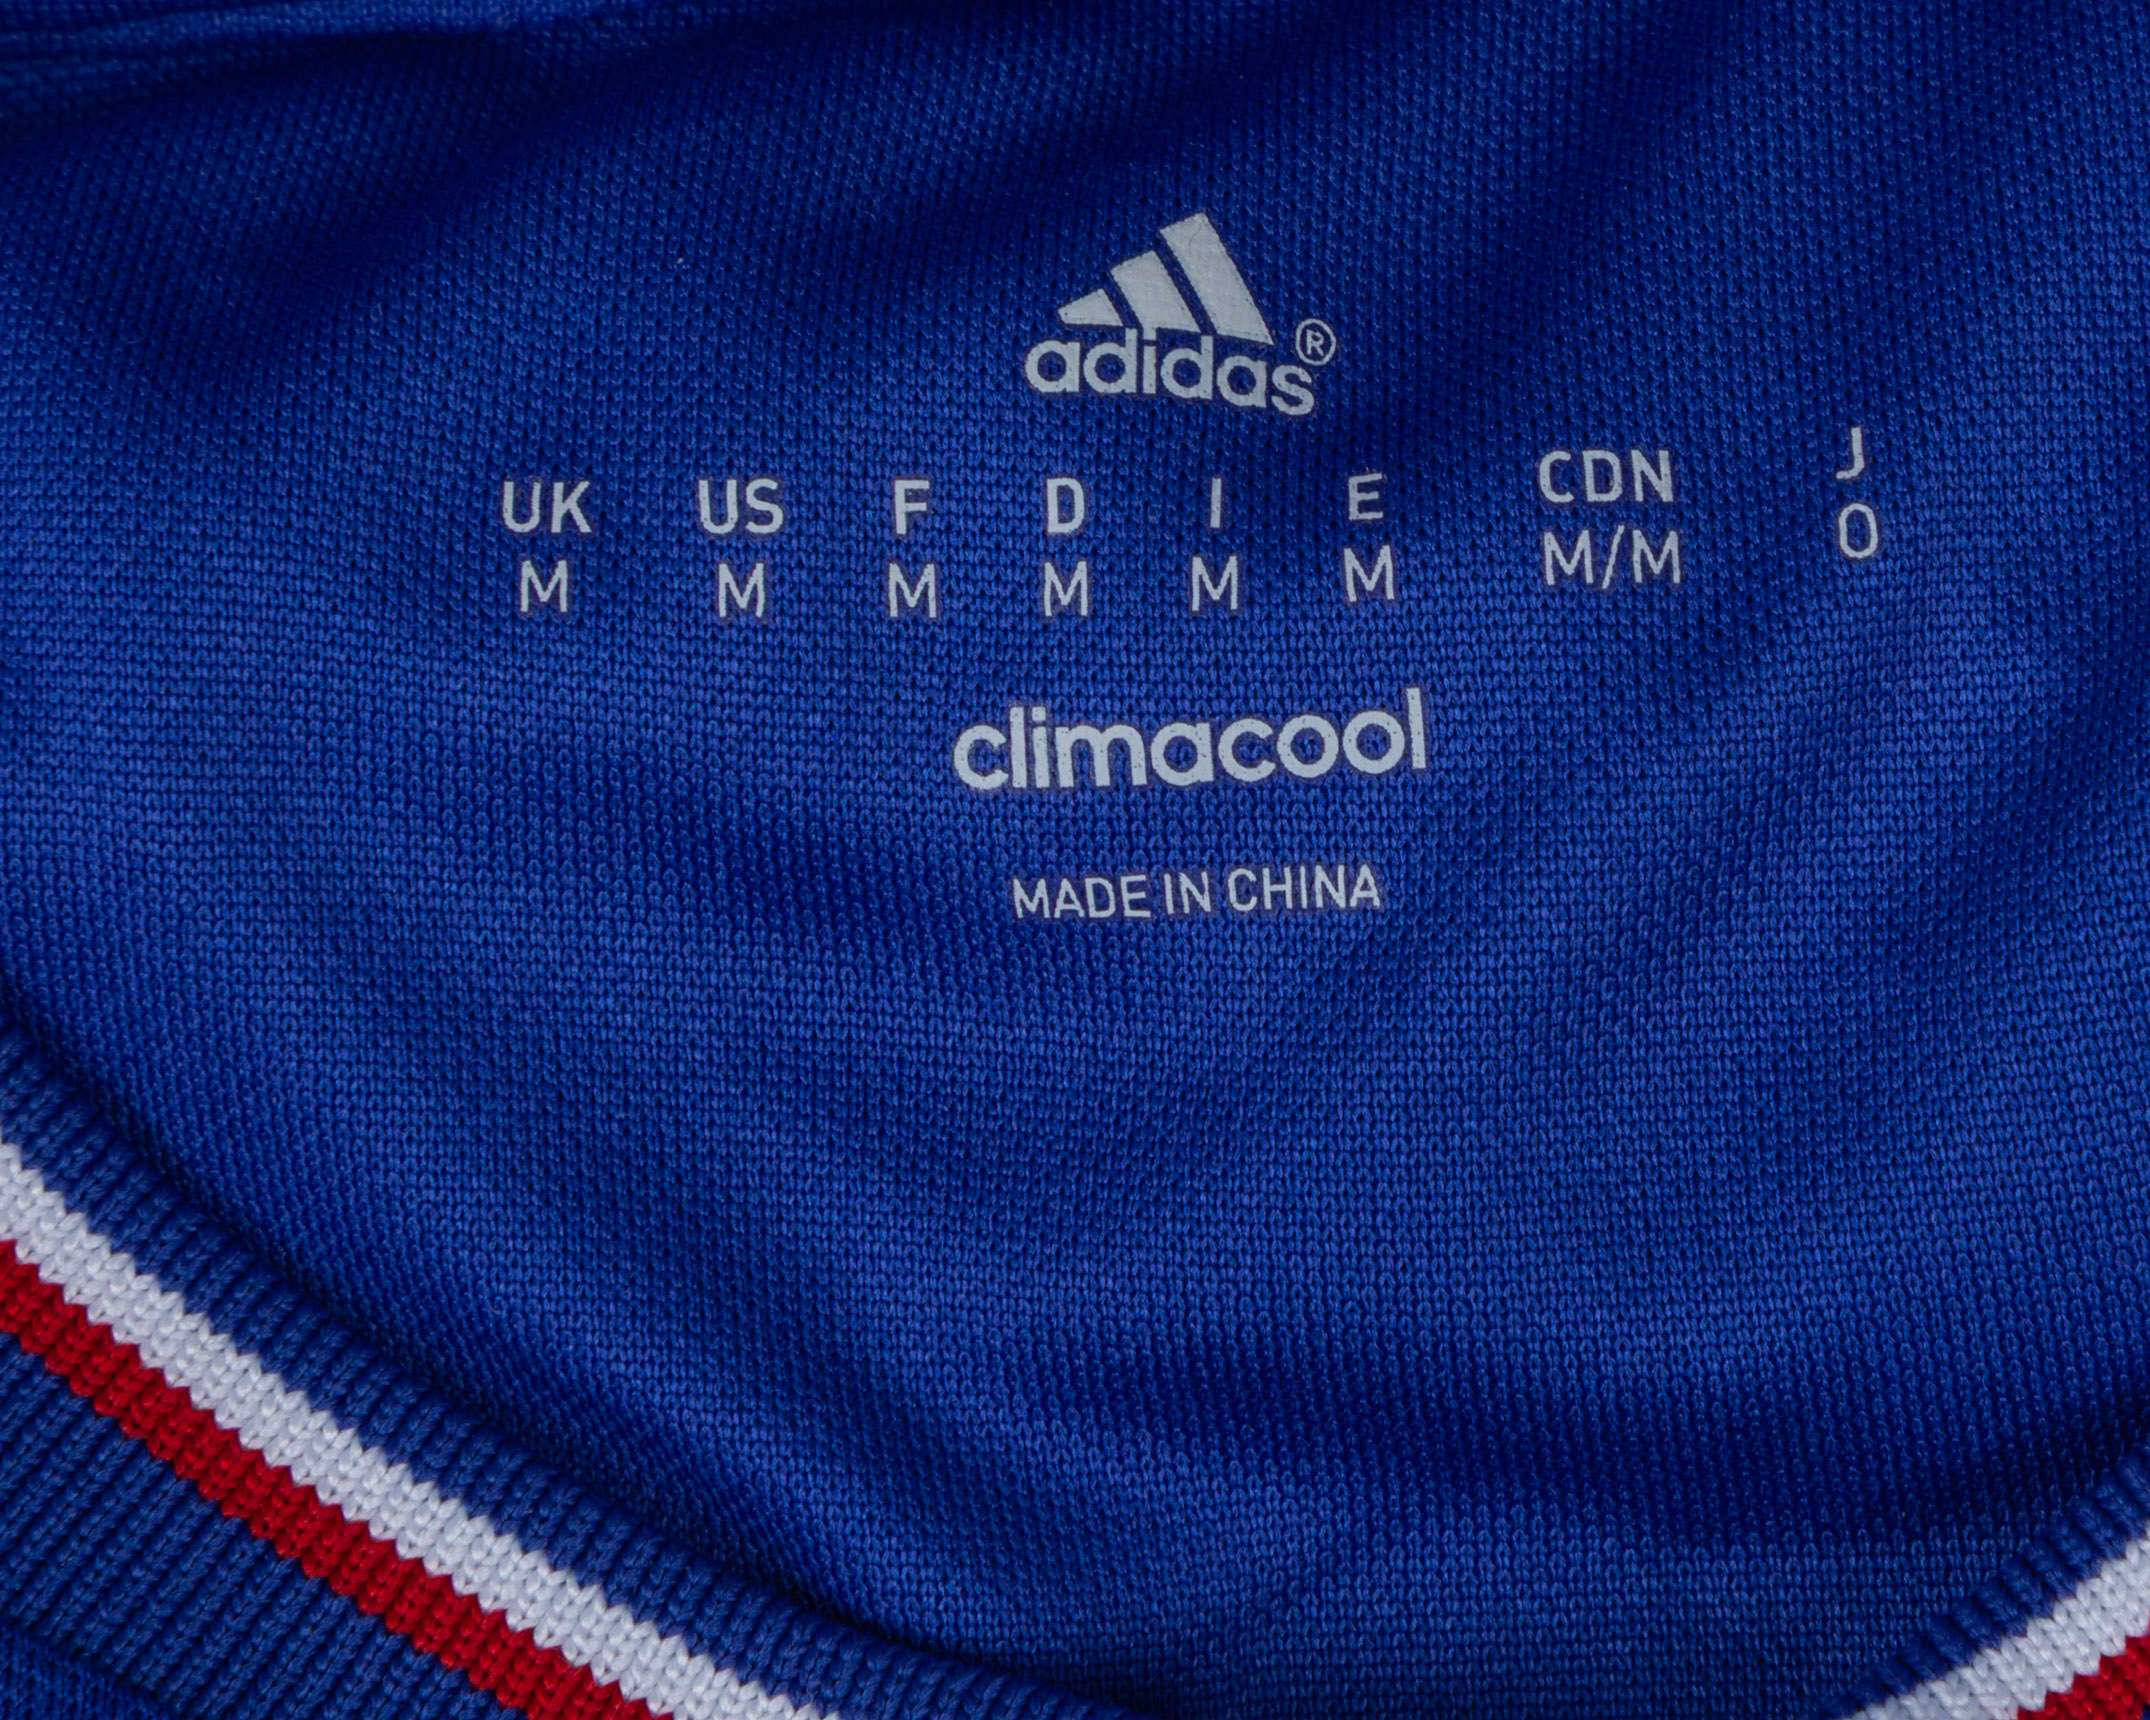 adidas®
UK US F D I E CDN J
M M M M M M M/M O
climacool
MADE IN CHINA